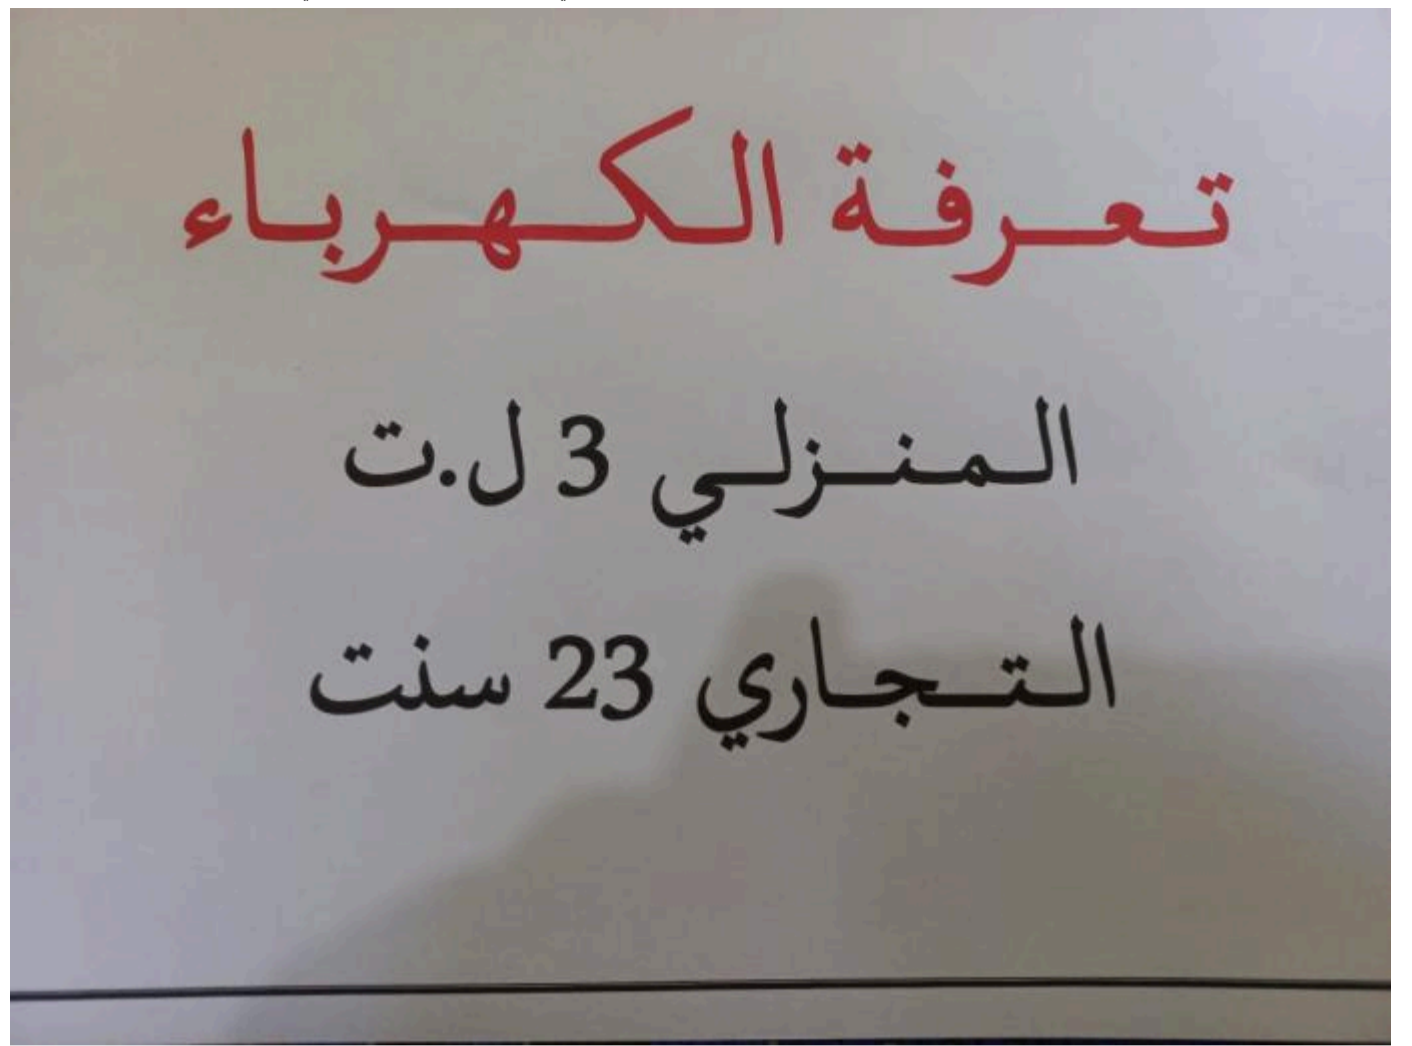 تعرفة الكهرباء
المنزلي 3 ل.ت
التجاري 23 سنت